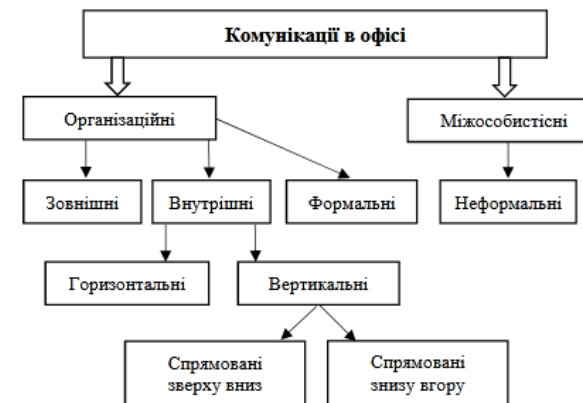 Комунікації в офісі
Організаційні
Міжособистісні
Зовнішні
Внутрішні
Формальні
Неформальні
Горизонтальні
Вертикальні
Спрямовані
зверху вниз
Спрямовані
знизу вгору